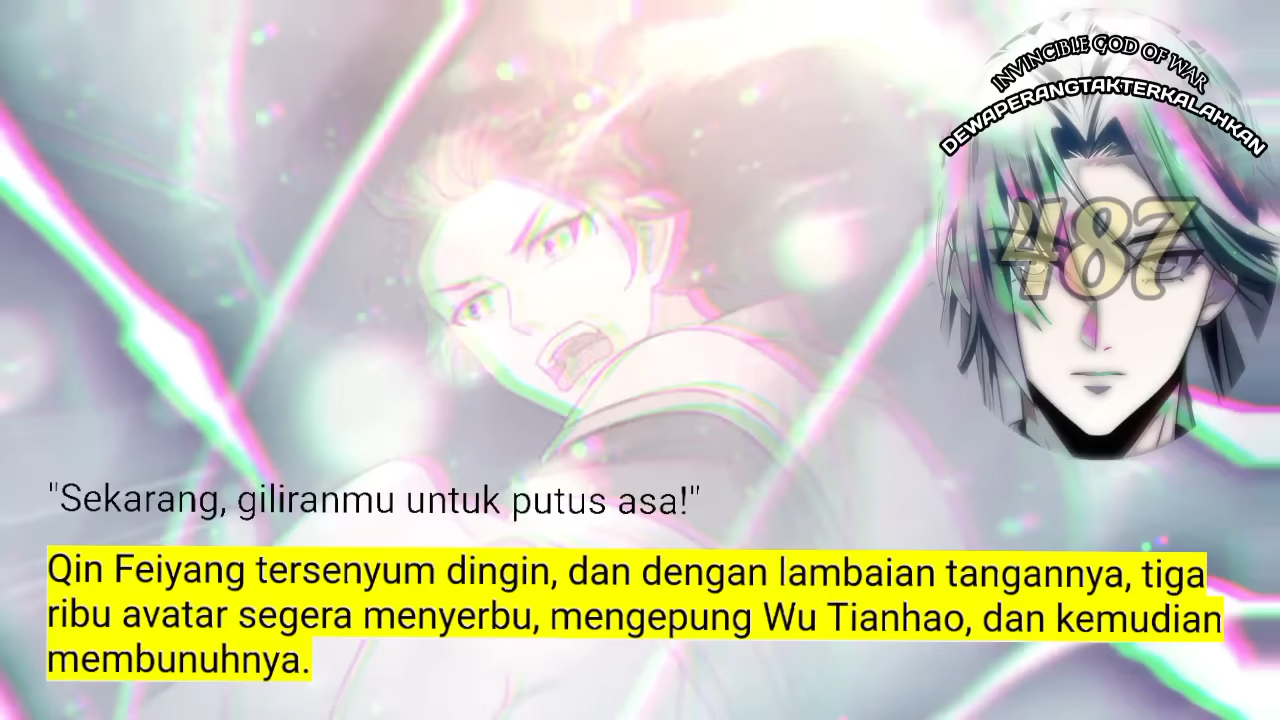 INVINCIBLE GOD OF WAR
DEWAPERANGTAKTERKALAHKAN
487
"Sekarang, giliranmu untuk putus asa!"
Qin Feiyang tersenyum dingin, dan dengan lambaian tangannya, tiga
ribu avatar segera menyerbu, mengepung Wu Tianhao, dan kemudian
membunuhnya.